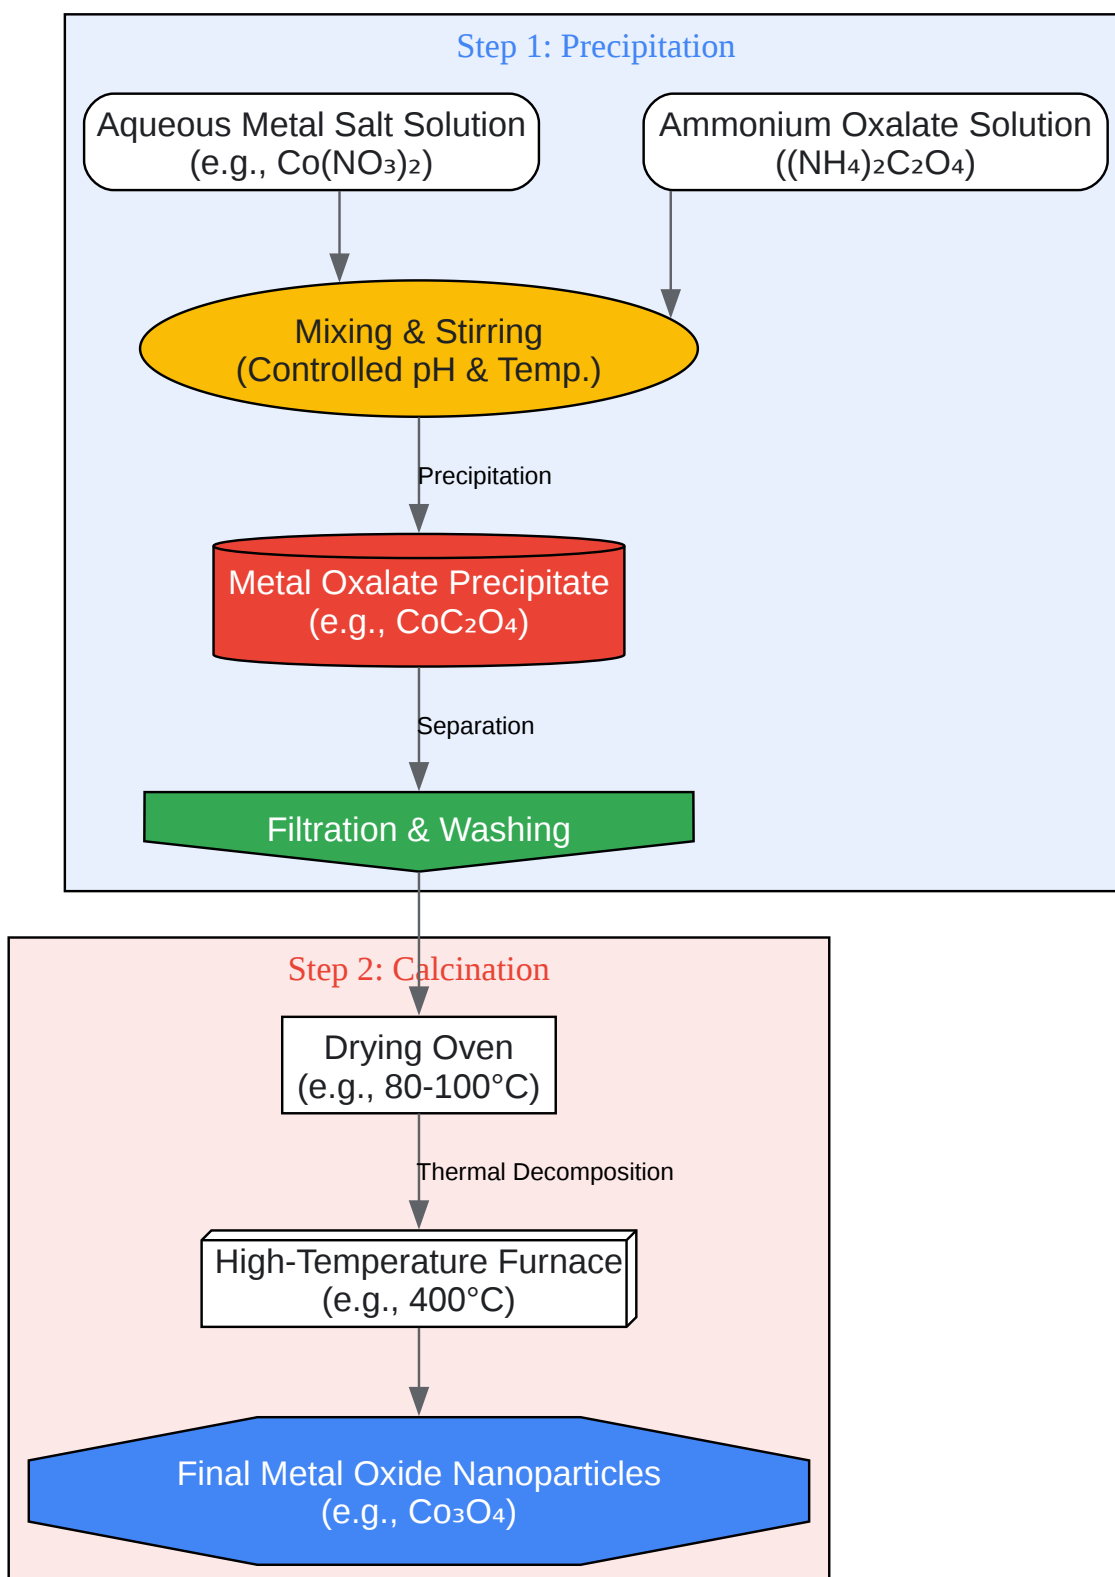 Step 1: Precipitation
Aqueous Metal Salt Solution
(e.g., Co(NO₃)₂)
Ammonium Oxalate Solution
((NH₄)₂C₂O₄)
Mixing & Stirring
(Controlled pH & Temp.)
Precipitation
Metal Oxalate Precipitate
(e.g., CoC₂O₄)
Separation
Filtration & Washing
Step 2: Calcination
Drying Oven
(e.g., 80-100°C)
Thermal Decomposition
High-Temperature Furnace
(e.g., 400°C)
Final Metal Oxide Nanoparticles
(e.g., Co₃O₄)